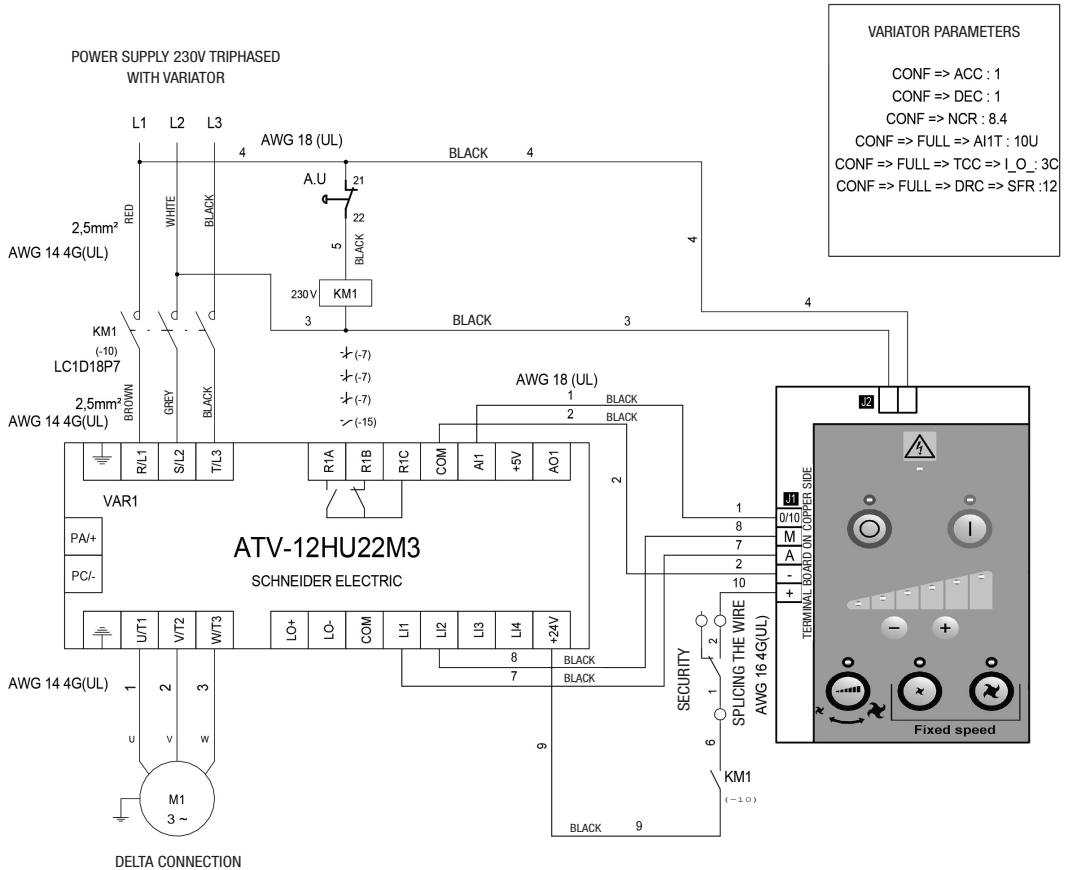 POWER SUPPLY 230V TRIPHASED
WITH VARIATOR
VARIATOR PARAMETERS
CONF => ACC : 1
CONF => DEC : 1
CONF => NCR : 8.4
CONF => FULL => AI1T : 10U
CONF => FULL => TCC => I_O_: 3C
CONF => FULL => DRC => SFR :12
L1 L2 L3
AWG 18 (UL)
4 BLACK 4
A.U
21
22
RED
WHITE
BLACK
2,5mm²
AWG 14 4G(UL)
5
BLACK
4
230 V KM1
4
3 BLACK 3
KM1
(-10)
LC1D18P7
(-7)
(-7)
(-7)
(-15)
BROWN
GREY
BLACK
2,5mm²
AWG 14 4G(UL)
AWG 18 (UL)
1 BLACK
2 BLACK
2
J2
R/L1 S/L2 T/L3
R1A R1B R1C COM AI1 +5V AO1
VAR1
PA/+
PC/-
ATV-12HU22M3
SCHNEIDER ELECTRIC
U/T1 V/T2 W/T3
LO+ LO- COM LI1 LI2 LI3 LI4 +24V
J1
1 0/10
8 M
7 A
2 -
10 +
TERMINAL BOARD ON COPPER SIDE
8 BLACK
7 BLACK
AWG 14 4G(UL)
1 2 3
U V W
M1
3 ~
DELTA CONNECTION
SECURITY
2
1
SPLICING THE WIRE
AWG 16 4G(UL)
6
KM1
(-10)
9
BLACK 9
Fixed speed